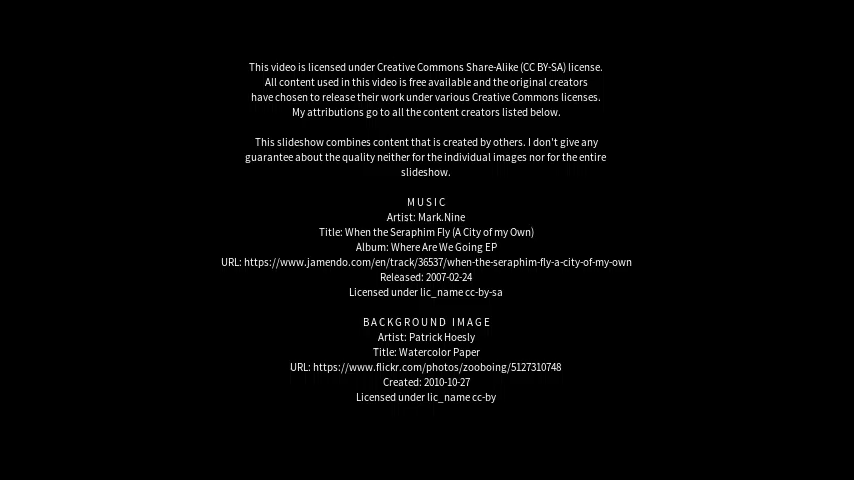 This video is licensed under Creative Commons Share-Alike (CC BY-SA) license.
All content used in this video is free available and the original creators
have chosen to release their work under various Creative Commons licenses.
My attributions go to all the content creators listed below.
This slideshow combines content that is created by others. I don't give any
guarantee about the quality neither for the individual images nor for the entire
slideshow.
MUSIC
Artist: Mark.Nine
Title: When the Seraphim Fly (A City of my Own)
Album: Where Are We Going EP
URL: https://www.jamendo.com/en/track/36537/when-the-seraphim-fly-a-city-of-my-own
Released: 2007-02-24
Licensed under lic_name cc-by-sa
BACKGROUND IMAGE
Artist: Patrick Hoesly
Title: Watercolor Paper
URL: https://www.flickr.com/photos/zooboing/5127310748
Created: 2010-10-27
Licensed under lic_name cc-by